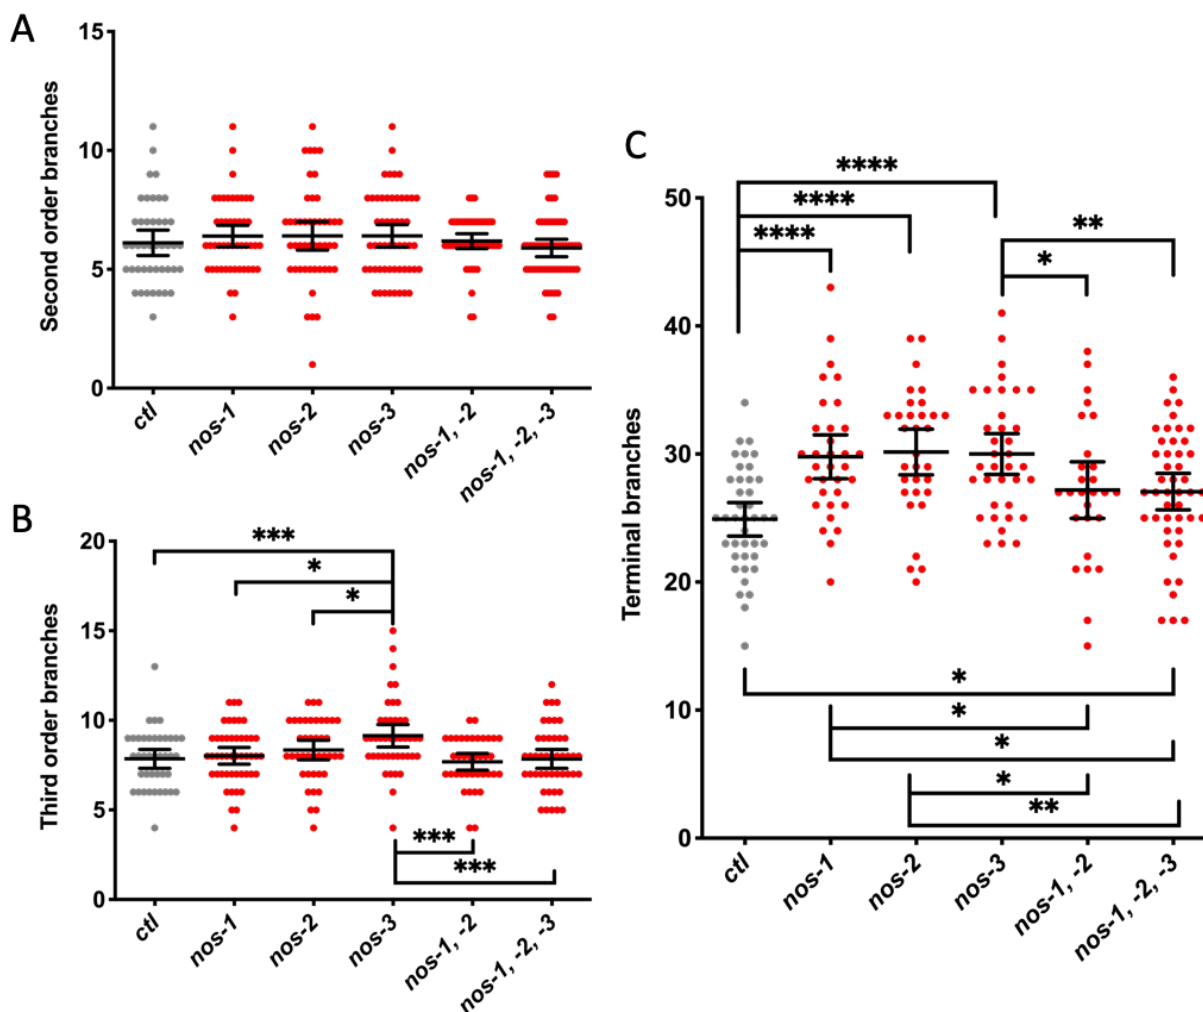 A
Second order branches
15
10
5
0
ctl
nos-1
nos-2
nos-3
nos-1, -2
nos-1, -2, -3
B
Third order branches
20
15
10
5
0
***
*
*
***
***
ctl
nos-1
nos-2
nos-3
nos-1, -2
nos-1, -2, -3
C
Terminal branches
50
40
30
20
10
0
****
****
****
**
*
*
*
*
*
**
ctl
nos-1
nos-2
nos-3
nos-1, -2
nos-1, -2, -3